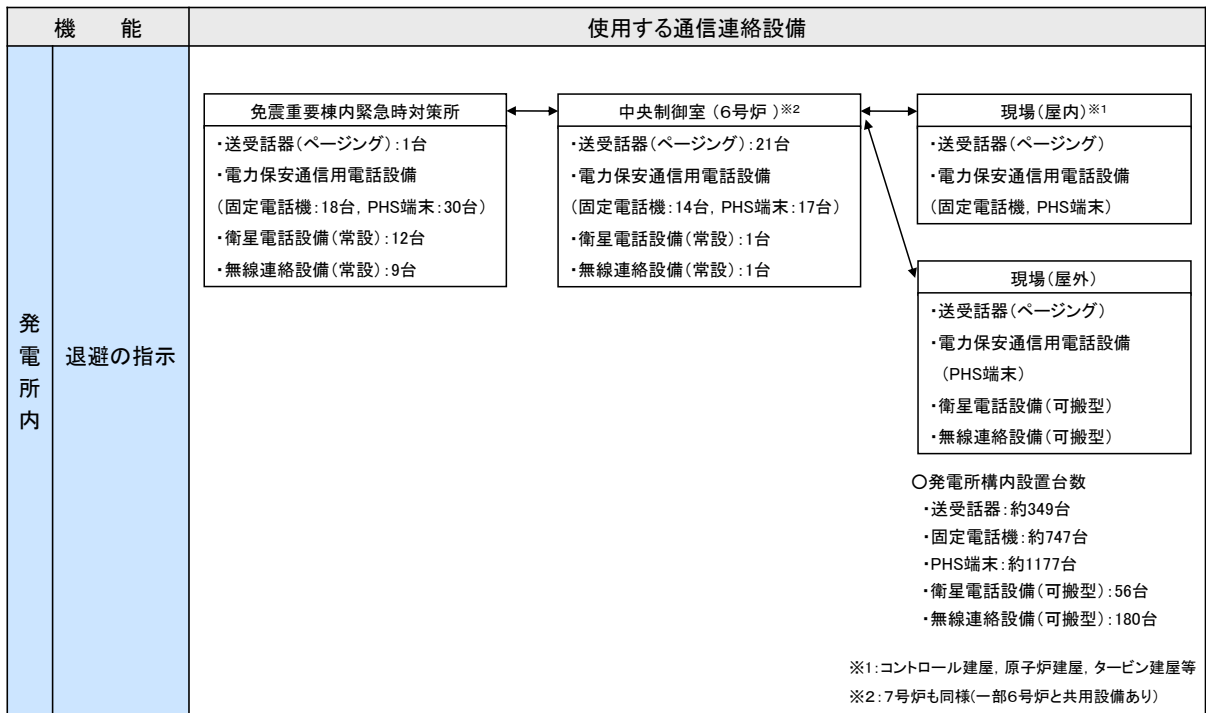 機　能
使用する通信連絡設備
発電所内
退避の指示
免震重要棟内緊急時対策所
・送受話器(ページング):1台
・電力保安通信用電話設備
(固定電話機:18台, PHS端末:30台)
・衛星電話設備(常設):12台
・無線連絡設備(常設):9台
中央制御室(6号炉)※2
・送受話器(ページング):21台
・電力保安通信用電話設備
(固定電話機:14台, PHS端末:17台)
・衛星電話設備(常設):1台
・無線連絡設備(常設):1台
現場(屋内)※1
・送受話器(ページング)
・電力保安通信用電話設備
(固定電話機, PHS端末)
現場(屋外)
・送受話器(ページング)
・電力保安通信用電話設備
(PHS端末)
・衛星電話設備(可搬型)
・無線連絡設備(可搬型)
○発電所構内設置台数
・送受話器:約349台
・固定電話機:約747台
・PHS端末:約1177台
・衛星電話設備(可搬型):56台
・無線連絡設備(可搬型):180台
※1:コントロール建屋, 原子炉建屋, タービン建屋等
※2:7号炉も同様(一部6号炉と共用設備あり)